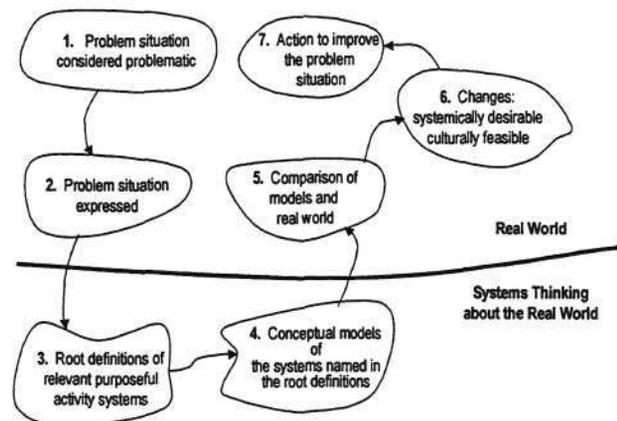 1. Problem situation
considered problematic
2. Problem situation
expressed
3. Root definitions of
relevant purposeful
activity systems
4. Conceptual models
of
the systems named in
the root definitions
5. Comparison of
models and
real world
6. Changes:
systemically desirable
culturally feasible
7. Action to improve
the problem
situation
Real World
Systems Thinking
about the Real World